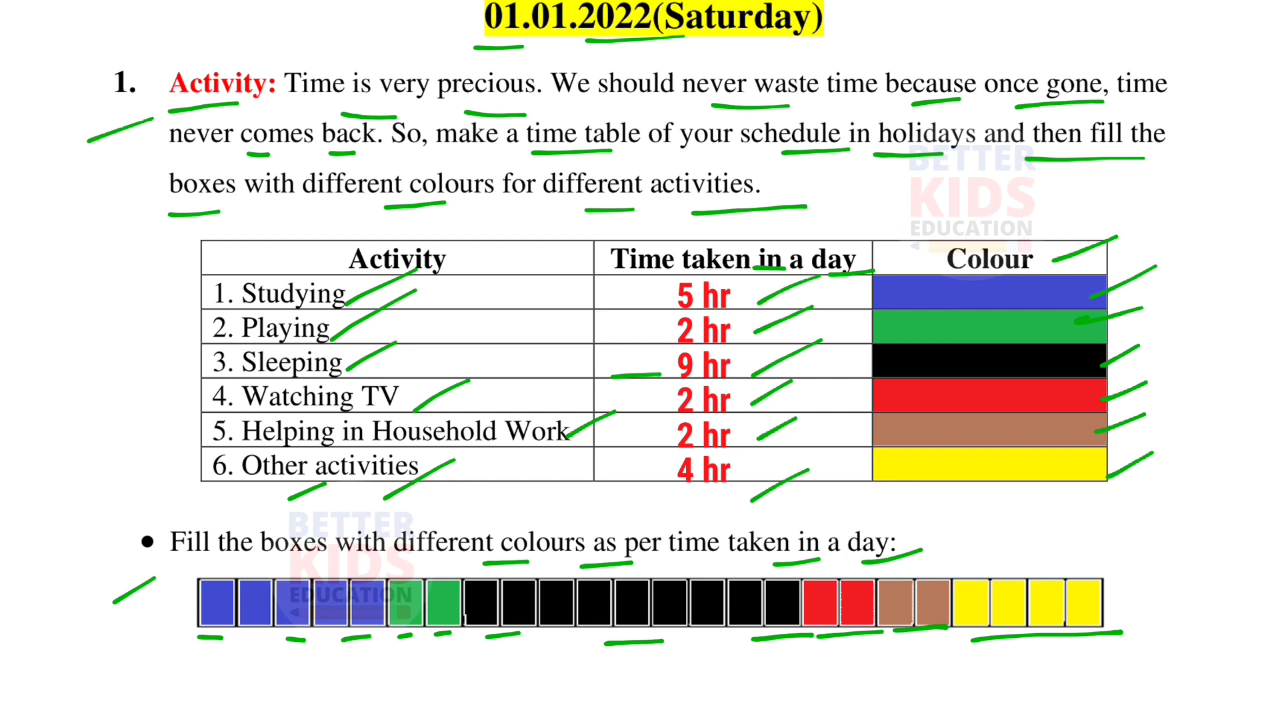 01.01.2022(Saturday)
1. Activity: Time is very precious. We should never waste time because once gone, time
never comes back. So, make a time table of your schedule in holidays and then fill the
boxes with different colours for different activities.
BETTER
KIDS
EDUCATION
Activity Time taken in a day Colour
1. Studying 5 hr
2. Playing 2 hr
3. Sleeping 9 hr
4. Watching TV 2 hr
5. Helping in Household Work 2 hr
6. Other activities 4 hr
BETTER
• Fill the boxes with different colours as per time taken in a day:
KIDS
EDUCATION